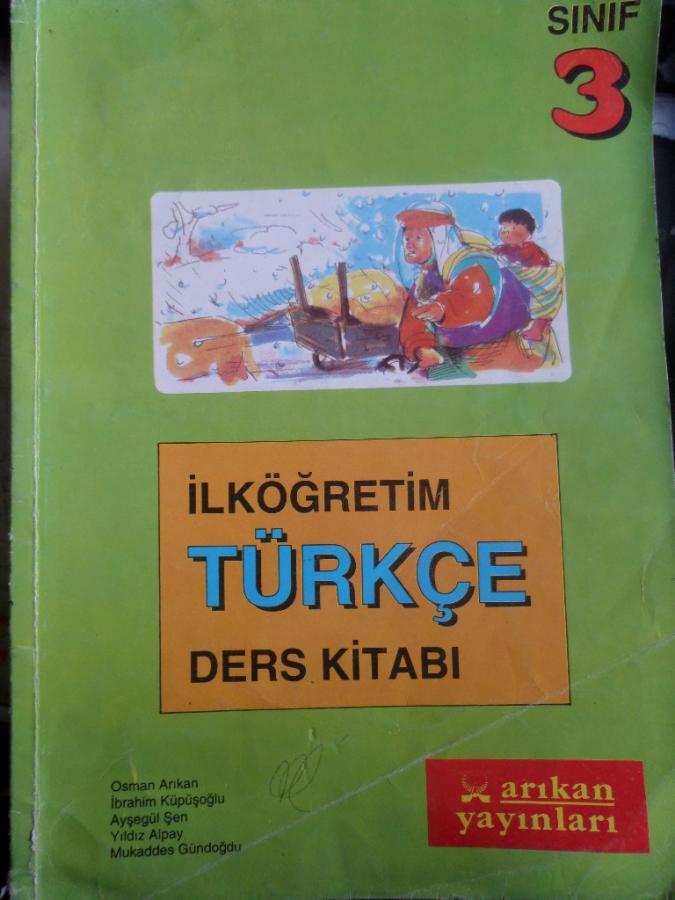 SINIF
3
İLKÖĞRETİM
TÜRKÇE
DERS KİTABI
Osman Arıkan
İbrahim Küpüşoğlu
Ayşegül Şen
Yıldız Alpay
Mukaddes Gündoğdu
arıkan
yayınları